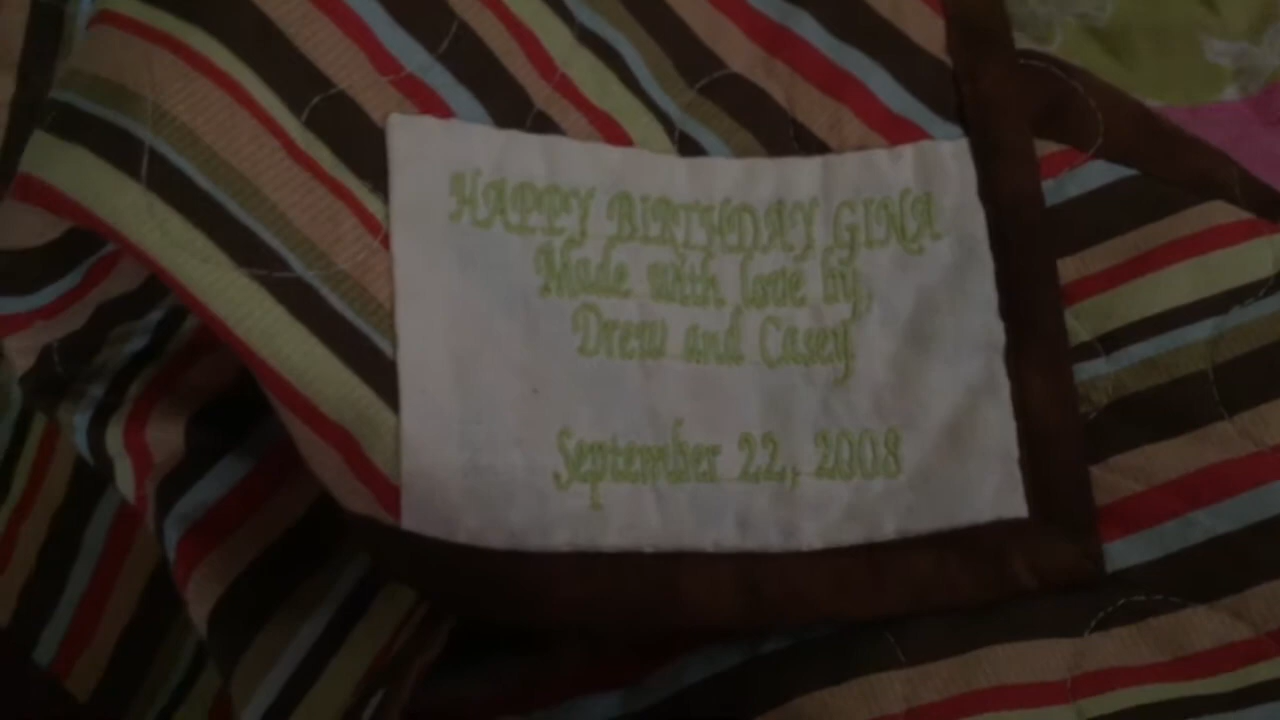 HAPPY BIRTHDAY GINA
Made with love by,
Drew and Casey
September 22, 2008